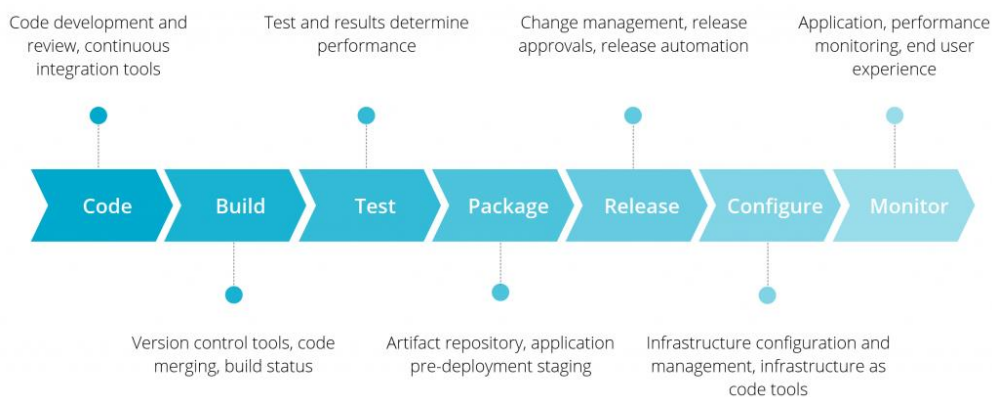 Code development and
review, continuous
integration tools
Test and results determine
performance
Change management, release
approvals, release automation
Application, performance
monitoring, end user
experience
Code
Build
Test
Package
Release
Configure
Monitor
Version control tools, code
merging, build status
Artifact repository, application
pre-deployment staging
Infrastructure configuration and
management, infrastructure as
code tools